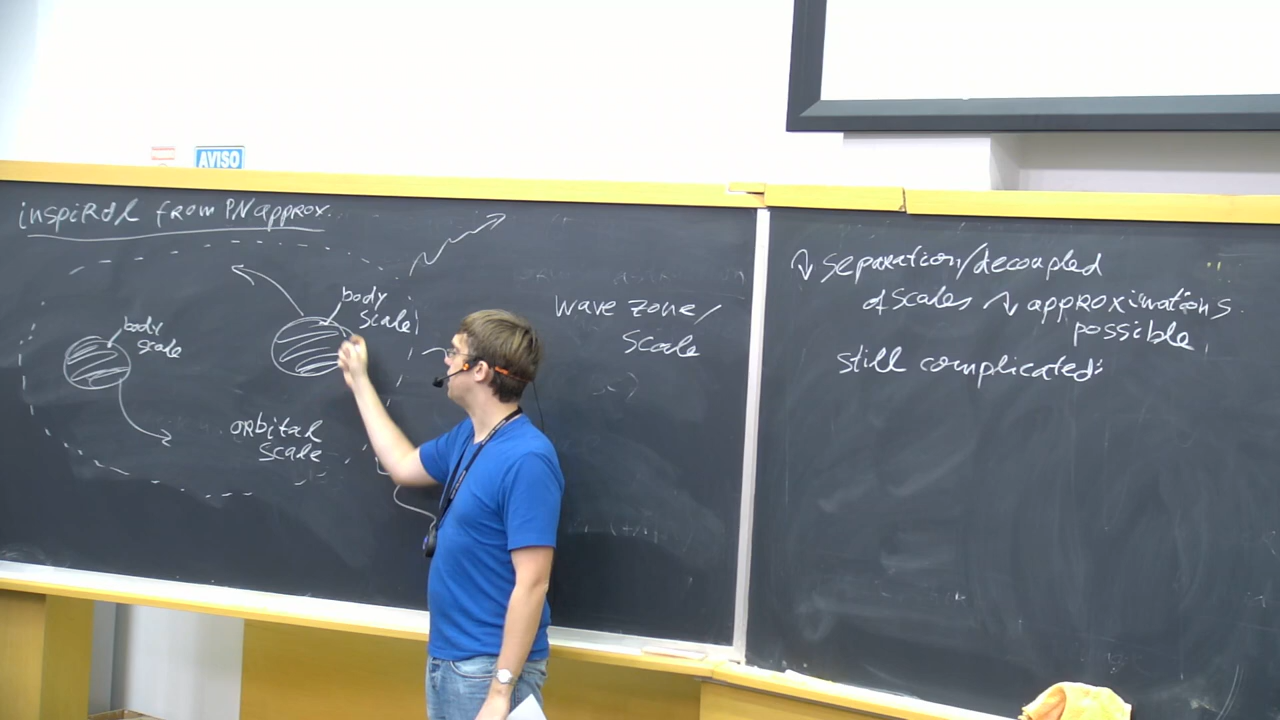 AVISO
inspiral from PN approx.
body
scale
body
scale
orbital
scale
wave zone/
scale
↴ separation/decoupled
of scales ↴ approximations
possible
still complicated: